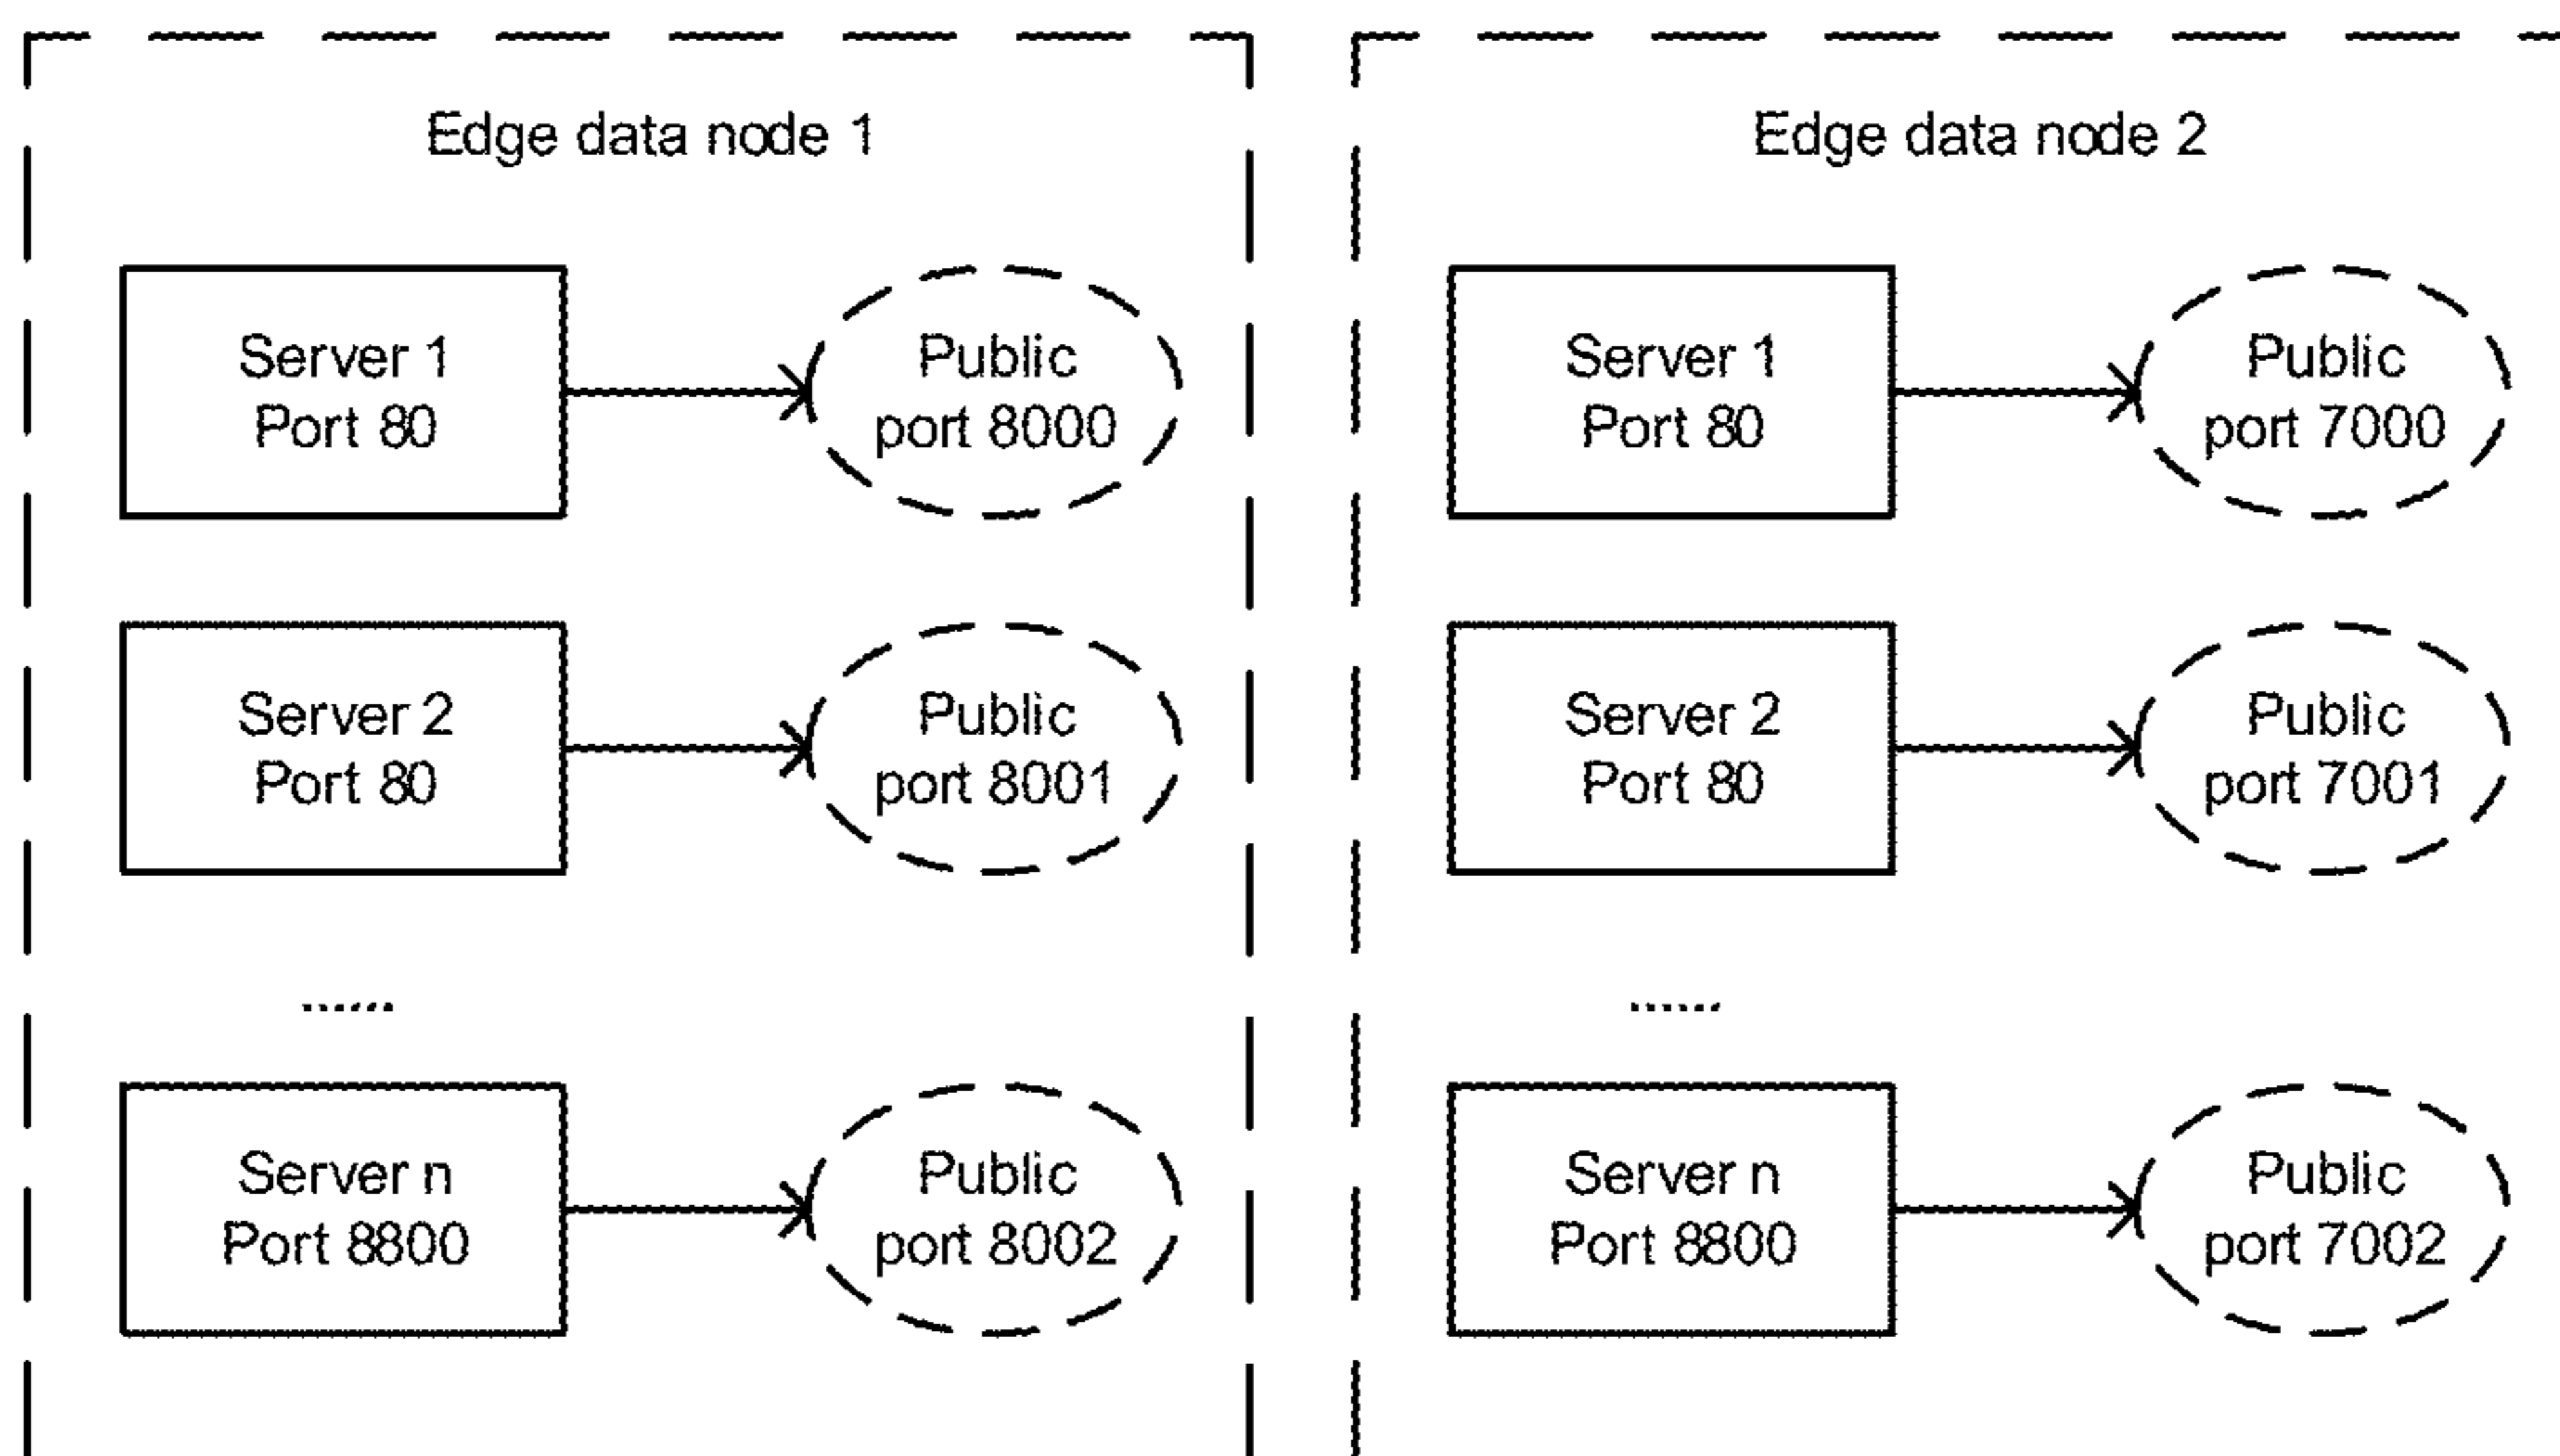 Edge data node 1
Server 1
Port 80
Public
port 8000
Server 2
Port 80
Public
port 8001
......
Server n
Port 8800
Public
port 8002
Edge data node 2
Server 1
Port 80
Public
port 7000
Server 2
Port 80
Public
port 7001
......
Server n
Port 8800
Public
port 7002